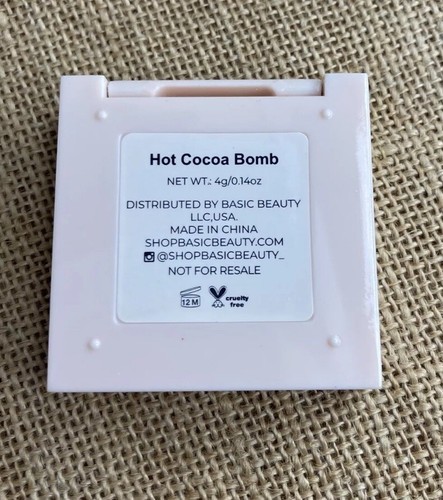 Hot Cocoa Bomb
NET WT.: 4g/0.14oz
DISTRIBUTED BY BASIC BEAUTY
LLC,USA.
MADE IN CHINA
SHOPBASICBEAUTY.COM
@SHOPBASICBEAUTY_
NOT FOR RESALE
12 M
cruelty
free